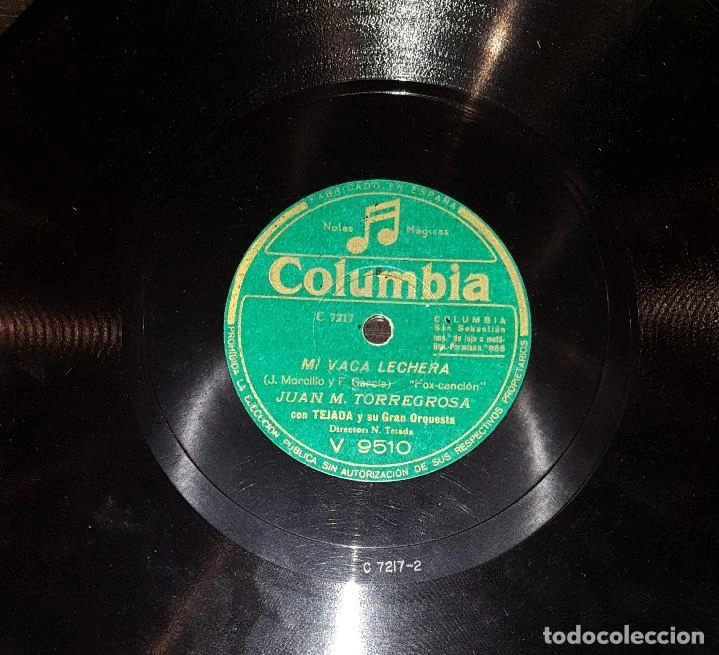 FABRICADO EN ESPAÑA
Notas Mágicas
Columbia
C 7217
COLUMBIA
San Sebastián
MI VACA LECHERA
(J. Morcillo y F. García) "Fox-canción"
JUAN M. TORREGROSA
con TEJADA y su Gran Orquesta
Director: N. Tejada
V 9510
PROHIBIDO LA EJECUCIÓN PÚBLICA SIN AUTORIZACIÓN DE SUS RESPECTIVOS PROPIETARIOS
C 7217-2
todocoleccion